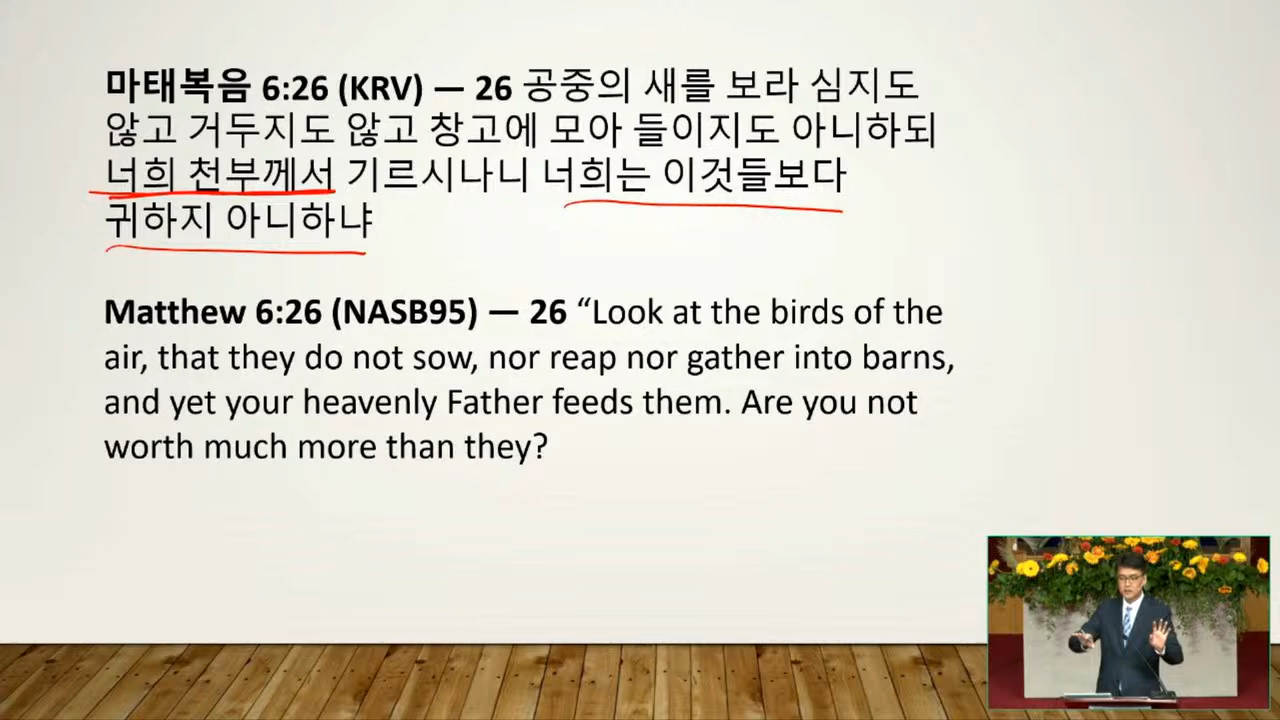 마태복음 6:26 (KRV) — 26 공중의 새를 보라 심지도
않고 거두지도 않고 창고에 모아 들이지도 아니하되
너희 천부께서 기르시나니 너희는 이것들보다
귀하지 아니하냐
Matthew 6:26 (NASB95) — 26 “Look at the birds of the
air, that they do not sow, nor reap nor gather into barns,
and yet your heavenly Father feeds them. Are you not
worth much more than they?